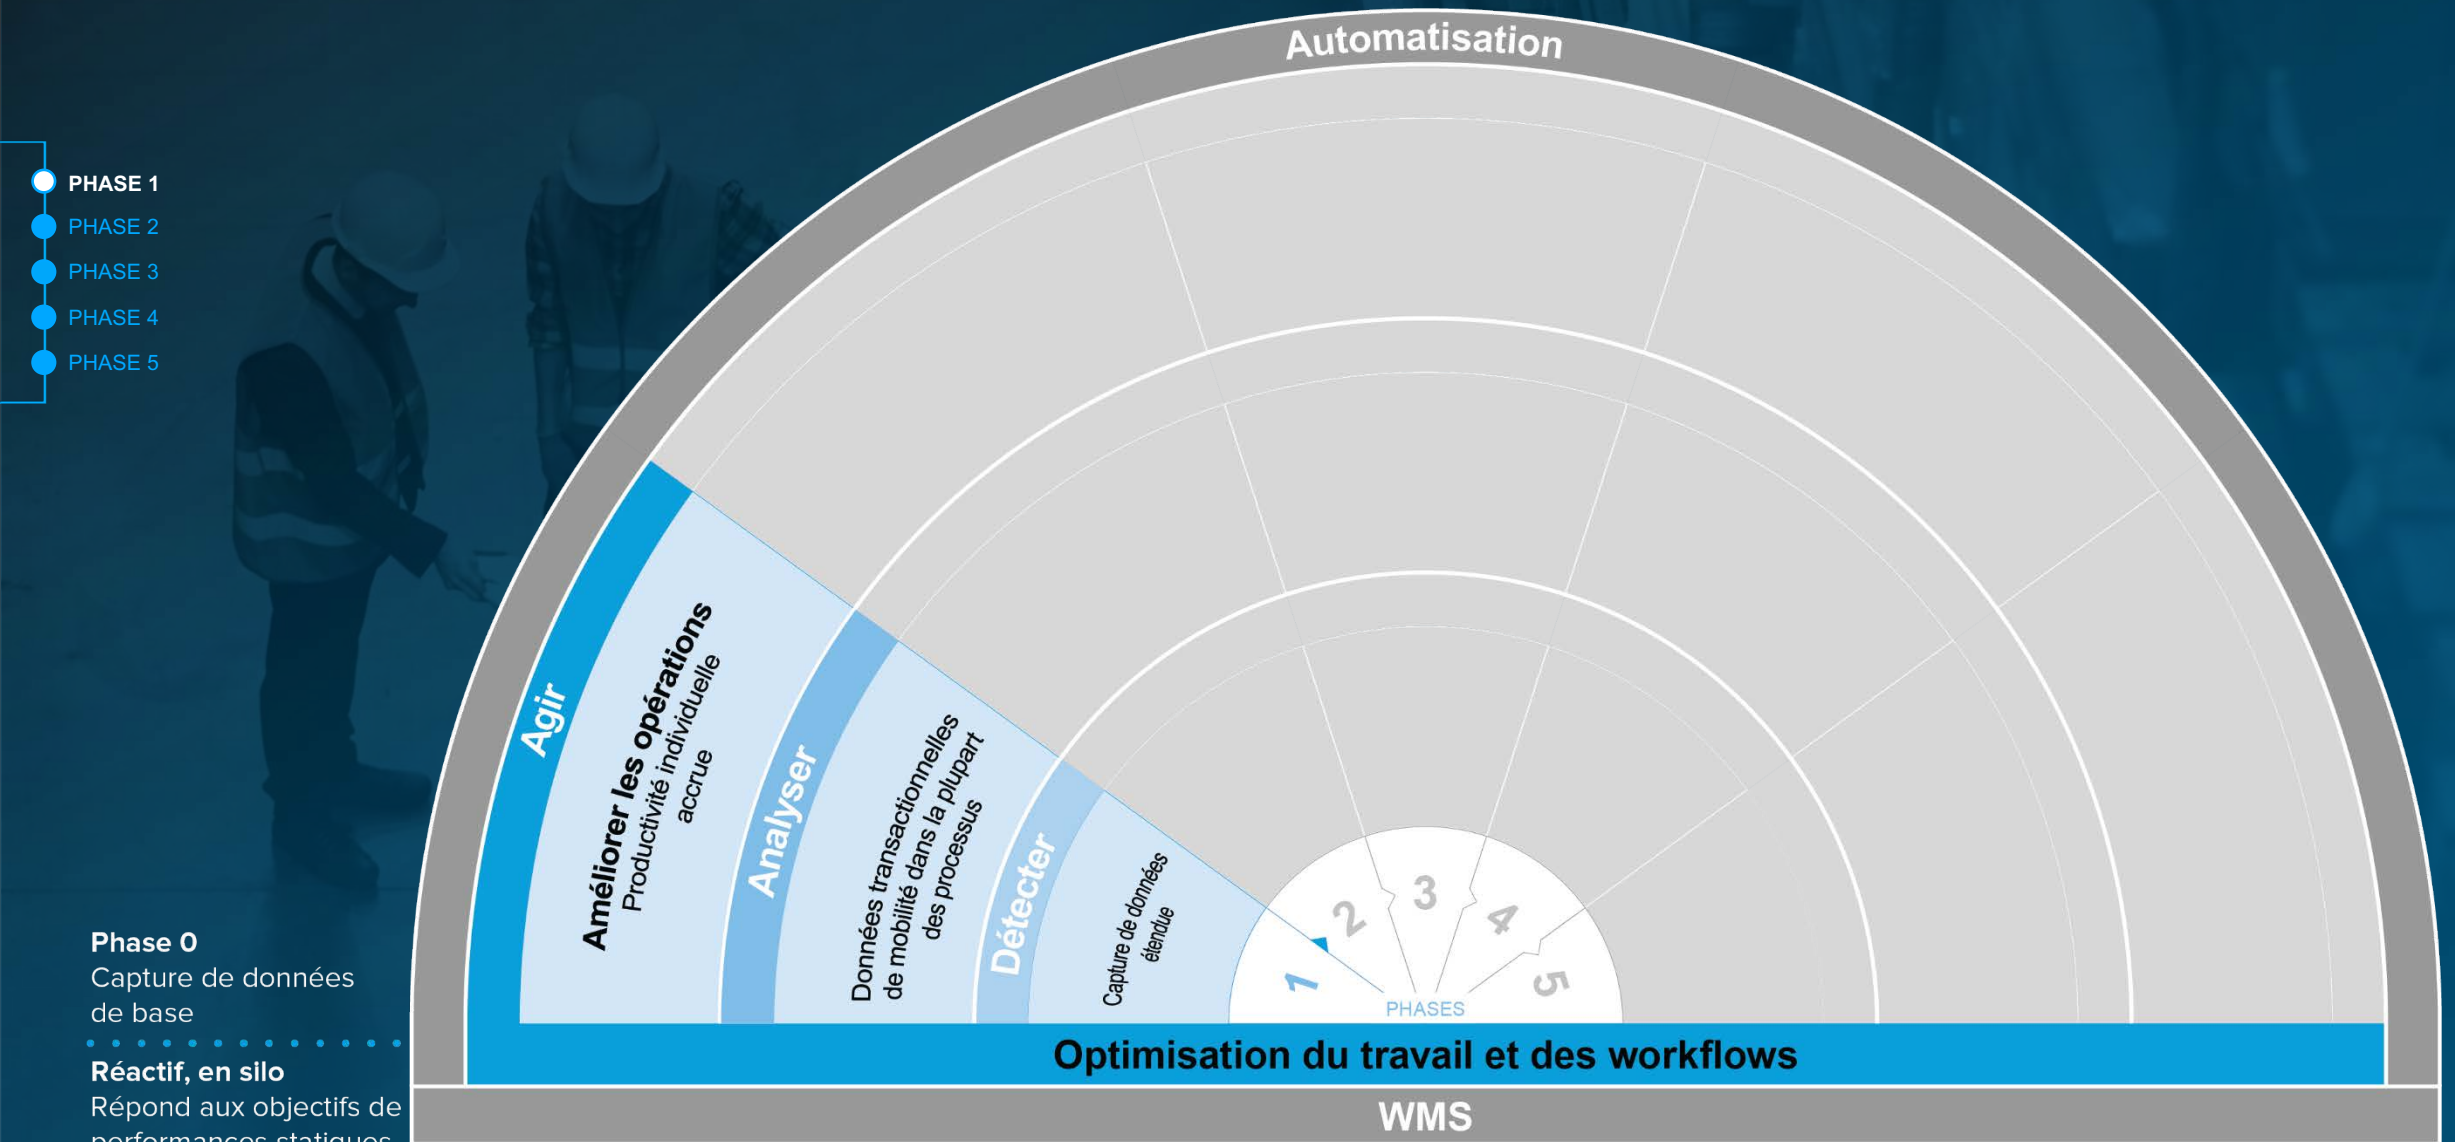 Automatisation
PHASE 1
PHASE 2
PHASE 3
PHASE 4
PHASE 5
Agir
Améliorer les opérations
Productivité individuelle
accrue
Analyser
Données transactionnelles
de mobilité dans la plupart
des processus
Détecter
Capture de données
étendue
1
2
3
4
5
PHASES
Optimisation du travail et des workflows
WMS
Phase 0
Capture de données
de base
Réactif, en silo
Répond aux objectifs de
performances statiques